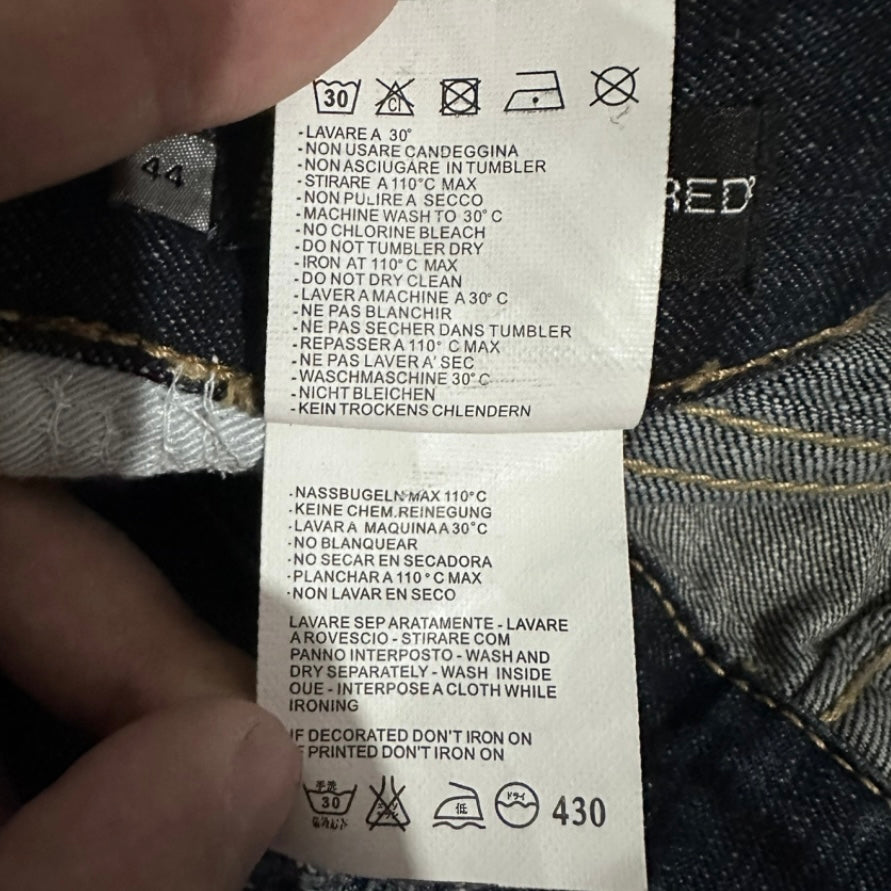 30 CL
44
RED
-LAVARE A 30°
-NON USARE CANDEGGINA
-NON ASCIUGARE IN TUMBLER
-STIRARE A 110°C MAX
-NON PULIRE A SECCO
-MACHINE WASH TO 30° C
-NO CHLORINE BLEACH
-DO NOT TUMBLER DRY
-IRON AT 110° C MAX
-DO NOT DRY CLEAN
-LAVER A MACHINE A 30° C
-NE PAS BLANCHIR
-NE PAS SECHER DANS TUMBLER
-REPASSER A 110° C MAX
-NE PAS LAVER A' SEC
-WASCHMASCHINE 30° C
-NICHT BLEICHEN
-KEIN TROCKENS CHLENDERN
-NASSBUGELN MAX 110°C
-KEINE CHEM.REINEGUNG
-LAVAR A MAQUINA A 30°C
-NO BLANQUEAR
-NO SECAR EN SECADORA
-PLANCHAR A 110° C MAX
-NON LAVAR EN SECO
LAVARE SEP ARATAMENTE - LAVARE
A ROVESCIO - STIRARE COM
PANNO INTERPOSTO - WASH AND
DRY SEPARATELY - WASH INSIDE
OUE - INTERPOSE A CLOTH WHILE
IRONING
IF DECORATED DON'T IRON ON
PRINTED DON'T IRON ON
手洗 30 低 ドライ 430